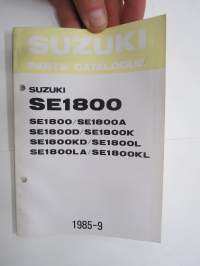 SUZUKI
PARTS CATALOGUE
SUZUKI
SE1800
SE1800/SE1800A
SE1800D/SE1800K
SE1800KD/SE1800L
SE1800LA/SE1800KL
1985-9